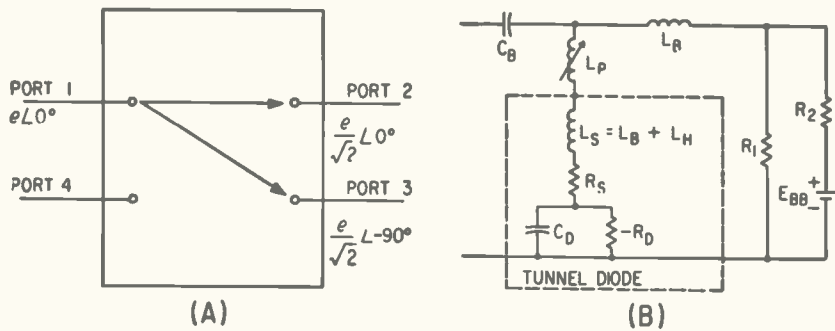 PORT 1
e∠0°
PORT 2
e/√2 ∠0°
PORT 4
PORT 3
e/√2 ∠-90°
(A)
C_B
L_P
L_R
L_S = L_B + L_H
R_S
C_D
-R_D
R_1
R_2
E_BB
+
-
TUNNEL DIODE
(B)